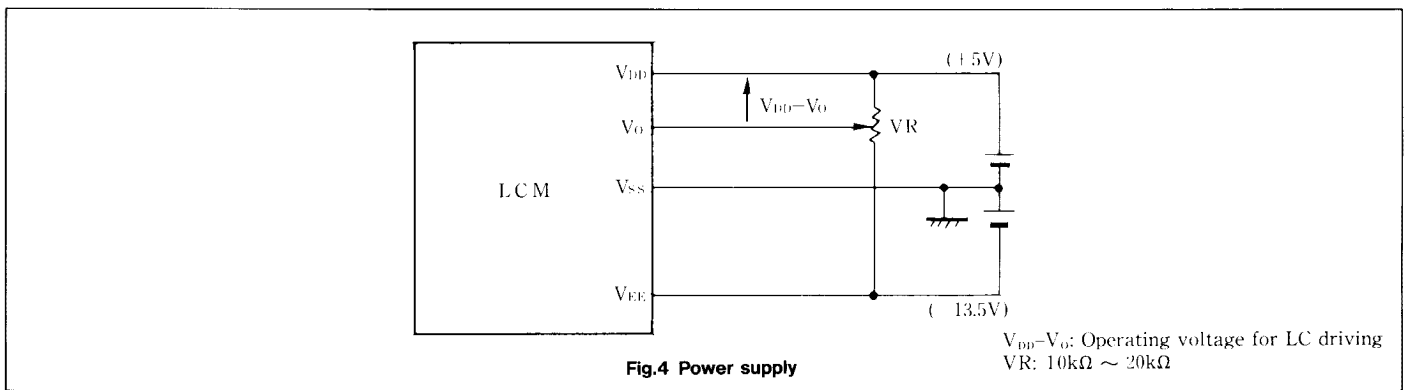 (+5V)
VDD
VDD−VO
VO
VR
LCM
VSS
VEE
(−13.5V)
VDD−VO: Operating voltage for LC driving
VR: 10kΩ ~ 20kΩ
Fig.4 Power supply